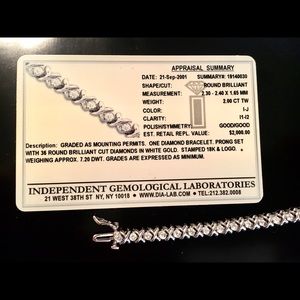 APPRAISAL SUMMARY
DATE: 21-Sep-2001 SUMMARY#: 19140030
SHAPE/CUT: ROUND BRILLIANT
MEASUREMENT: 2.30 - 2.40 X 1.65 MM
WEIGHT: 2.00 CT TW
COLOR: I-J
CLARITY: I1-I2
POLISH/SYMMETRY: GOOD/GOOD
EST. RETAIL REPL. VALUE: $2,000.00
Description: GRADED AS MOUNTING PERMITS. ONE DIAMOND BRACELET. PRONG SET
WITH 36 ROUND BRILLIANT CUT DIAMONDS IN WHITE GOLD. STAMPED 18K & LOGO.
WEIGHING APPROX. 7.20 DWT. GRADES ARE EXPRESSED AS MINIMUM.
INDEPENDENT GEMOLOGICAL LABORATORIES
21 WEST 38TH ST NY, NY 10018 • WWW.DIA-LAB.COM • TEL:212.382.0008